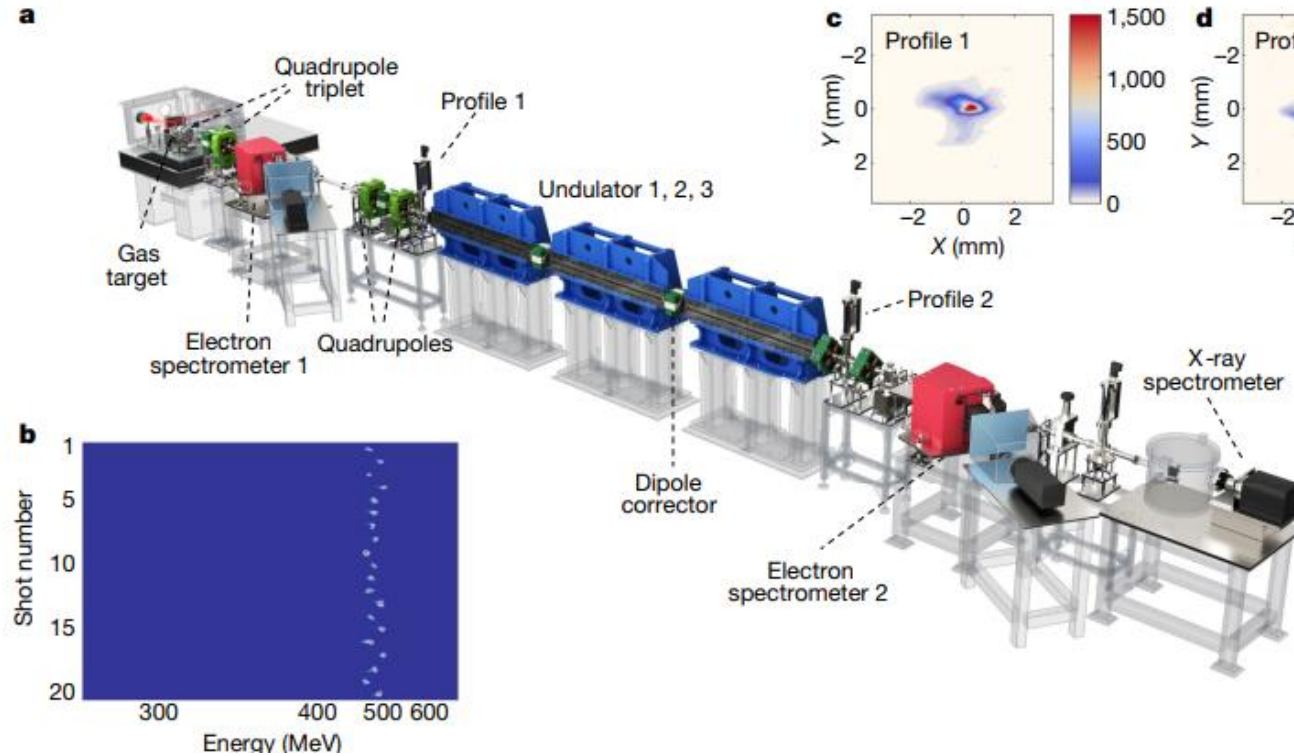 a
Quadrupole
triplet
Profile 1
Undulator 1, 2, 3
Gas
target
Electron
spectrometer 1
Quadrupoles
Dipole
corrector
Profile 2
Electron
spectrometer 2
X-ray
spectrometer
b
Shot number
1
5
10
15
20
300 400 500 600
Energy (MeV)
c
Profile 1
Y (mm)
−2
0
2
−2 0 2
X (mm)
1,500
1,000
500
0
d
Y (mm)
−2
0
2